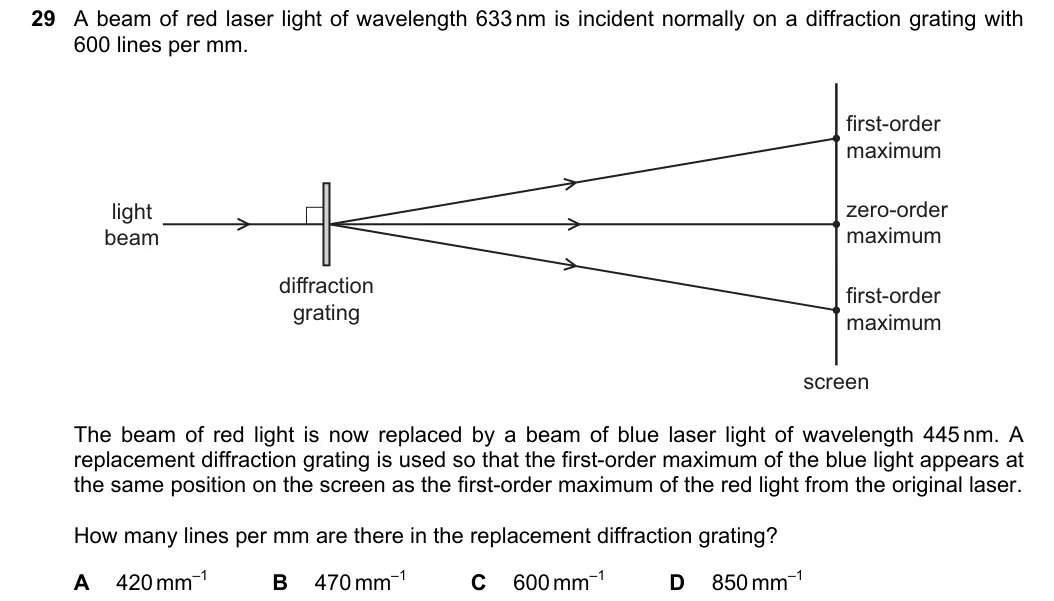 29 A beam of red laser light of wavelength 633 nm is incident normally on a diffraction grating with
600 lines per mm.
first-order
maximum
light
beam
zero-order
maximum
diffraction
grating
first-order
maximum
screen
The beam of red light is now replaced by a beam of blue laser light of wavelength 445 nm. A
replacement diffraction grating is used so that the first-order maximum of the blue light appears at
the same position on the screen as the first-order maximum of the red light from the original laser.
How many lines per mm are there in the replacement diffraction grating?
A 420 mm⁻¹ B 470 mm⁻¹ C 600 mm⁻¹ D 850 mm⁻¹